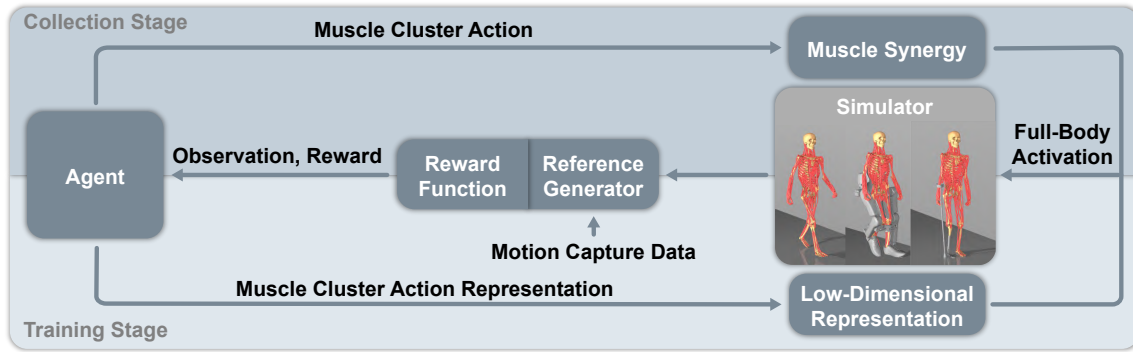 Collection Stage
Muscle Cluster Action
Muscle Synergy
Simulator
Full-Body
Activation
Agent
Observation, Reward
Reward
Function
Reference
Generator
Motion Capture Data
Muscle Cluster Action Representation
Low-Dimensional
Representation
Training Stage